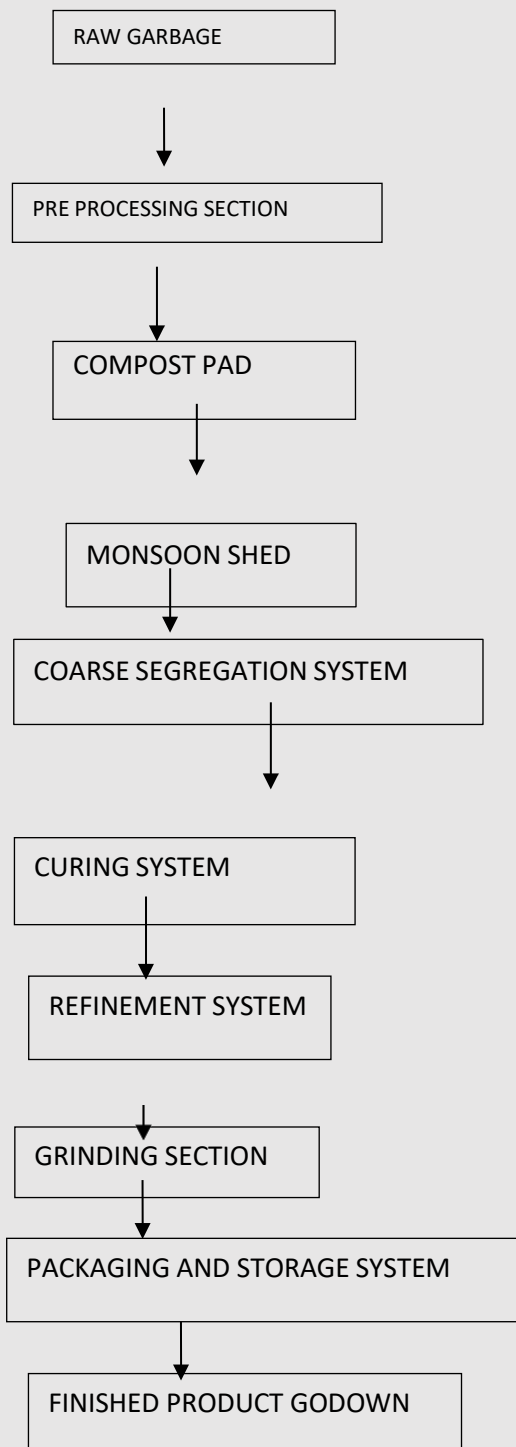 RAW GARBAGE
PRE PROCESSING SECTION
COMPOST PAD
MONSOON SHED
COARSE SEGREGATION SYSTEM
CURING SYSTEM
REFINEMENT SYSTEM
GRINDING SECTION
PACKAGING AND STORAGE SYSTEM
FINISHED PRODUCT GODOWN